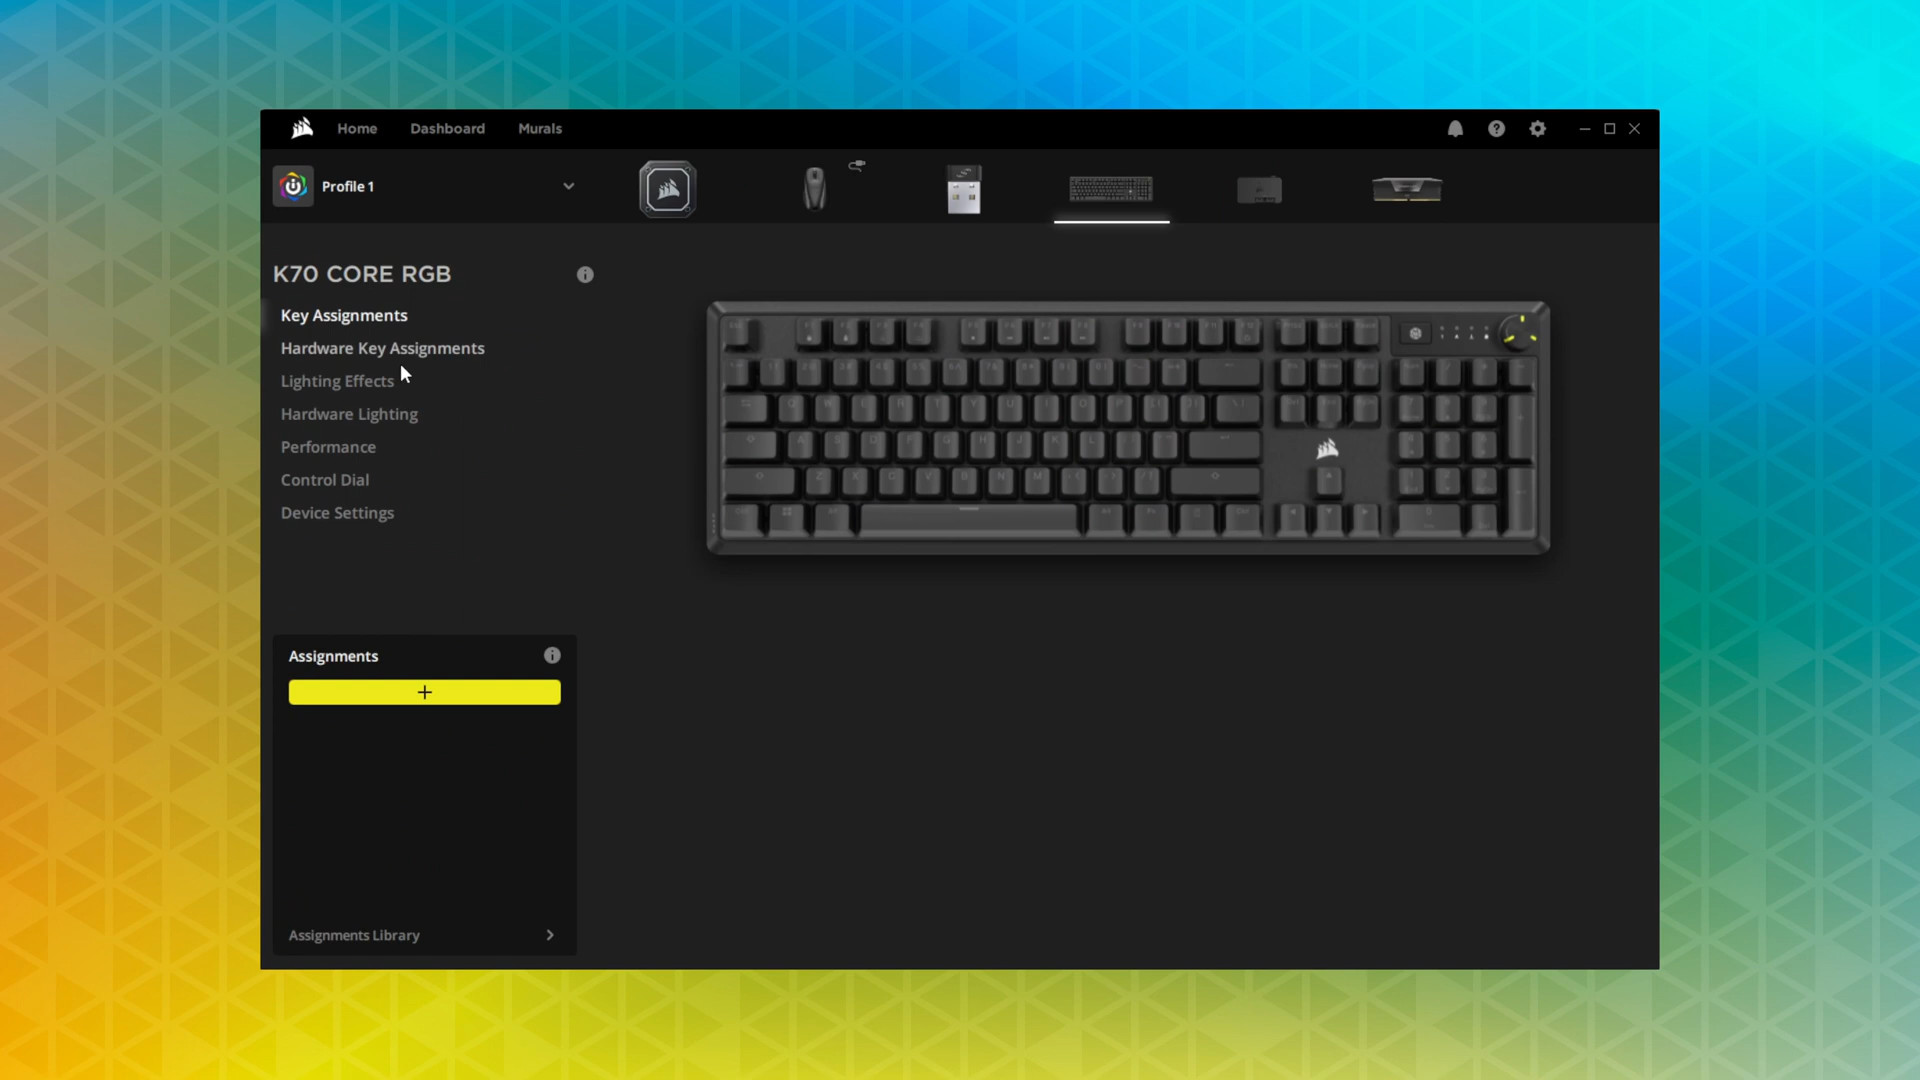 Home Dashboard Murals
Profile 1
K70 CORE RGB
Key Assignments
Hardware Key Assignments
Lighting Effects
Hardware Lighting
Performance
Control Dial
Device Settings
Assignments
+
Assignments Library